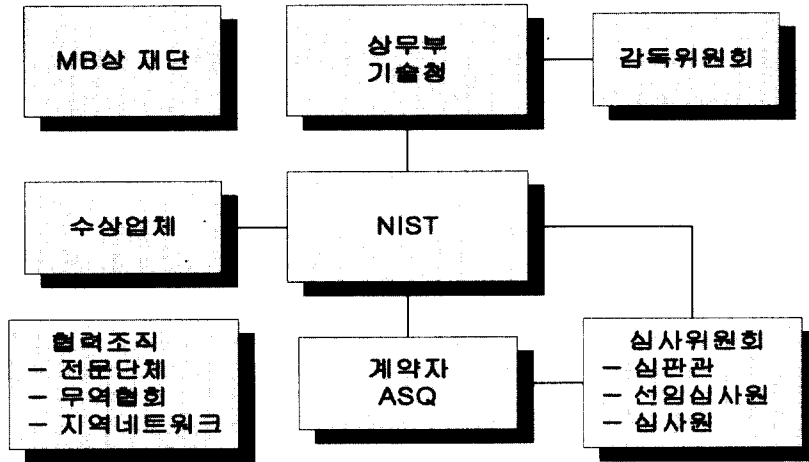 MB상 재단
상무부
기술청
감독위원회
수상업체
NIST
협력조직
– 전문단체
– 무역협회
– 지역네트워크
계약자
ASQ
심사위원회
– 심판관
– 선임심사원
– 심사원